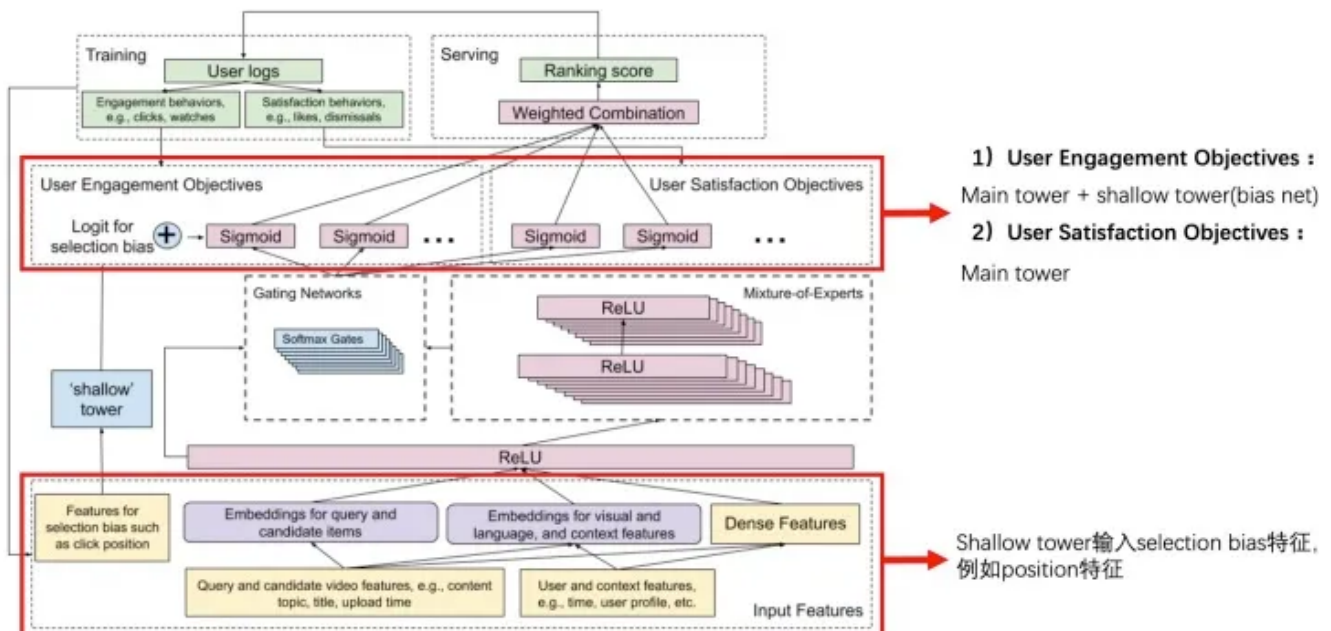 Training
User logs
Engagement behaviors,
e.g., clicks, watches
Satisfaction behaviors,
e.g., likes, dismissals
Serving
Ranking score
Weighted Combination
User Engagement Objectives
User Satisfaction Objectives
Logit for
selection bias
+
Sigmoid
Sigmoid
...
Sigmoid
Sigmoid
...
1）User Engagement Objectives：
Main tower + shallow tower(bias net)
2）User Satisfaction Objectives：
Main tower
Gating Networks
Softmax Gates
Mixture-of-Experts
ReLU
ReLU
'shallow'
tower
ReLU
Features for
selection bias such
as click position
Embeddings for query and
candidate items
Embeddings for visual and
language, and context features
Dense Features
Query and candidate video features, e.g., content
topic, title, upload time
User and context features,
e.g., time, user profile, etc.
Input Features
Shallow tower输入selection bias特征,
例如position特征